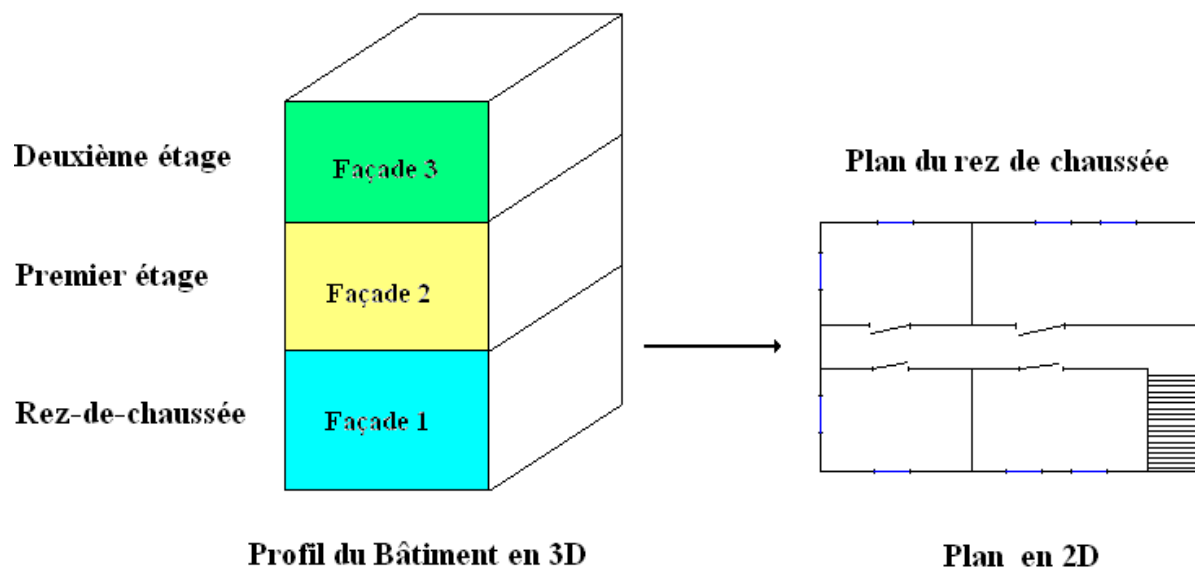 Deuxième étage
Façade 3
Premier étage
Façade 2
Rez-de-chaussée
Façade 1
Profil du Bâtiment en 3D
Plan du rez de chaussée
Plan en 2D